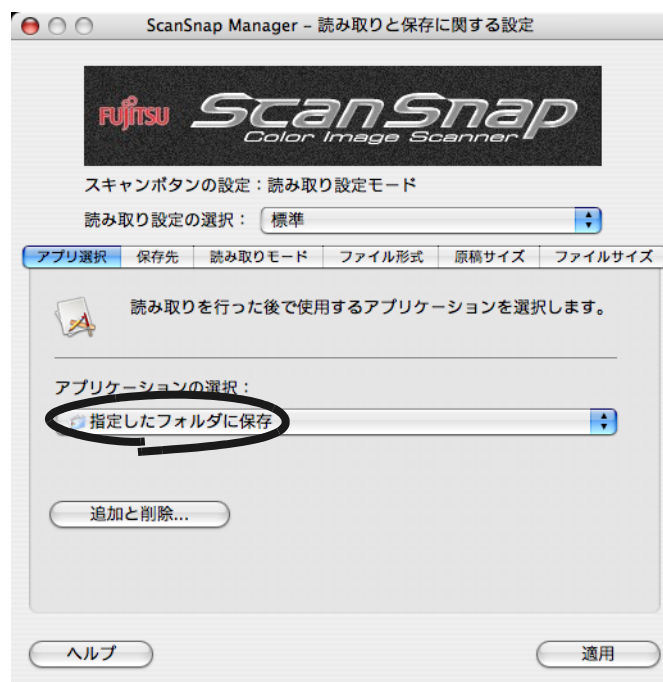 ScanSnap Manager – 読み取りと保存に関する設定
FUJITSU ScanSnap
Color Image Scanner
スキャンボタンの設定：読み取り設定モード
読み取り設定の選択： 標準
アプリ選択 保存先 読み取りモード ファイル形式 原稿サイズ ファイルサイズ
読み取りを行った後で使用するアプリケーションを選択します。
アプリケーションの選択：
指定したフォルダに保存
追加と削除...
ヘルプ 適用